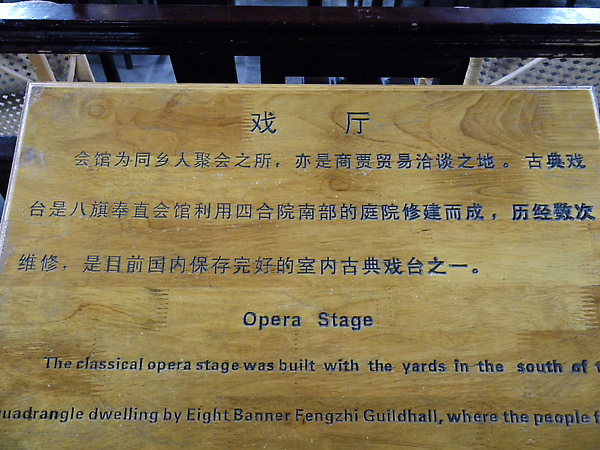 戏 厅
会馆为同乡人聚会之所，亦是商贾贸易洽谈之地。古典戏
台是八旗奉直会馆利用四合院南部的庭院修建而成，历经数次
维修，是目前国内保存完好的室内古典戏台之一。
Opera Stage
The classical opera stage was built with the yards in the south of
quadrangle dwelling by Eight Banner Fengzhi Guildhall, where the people